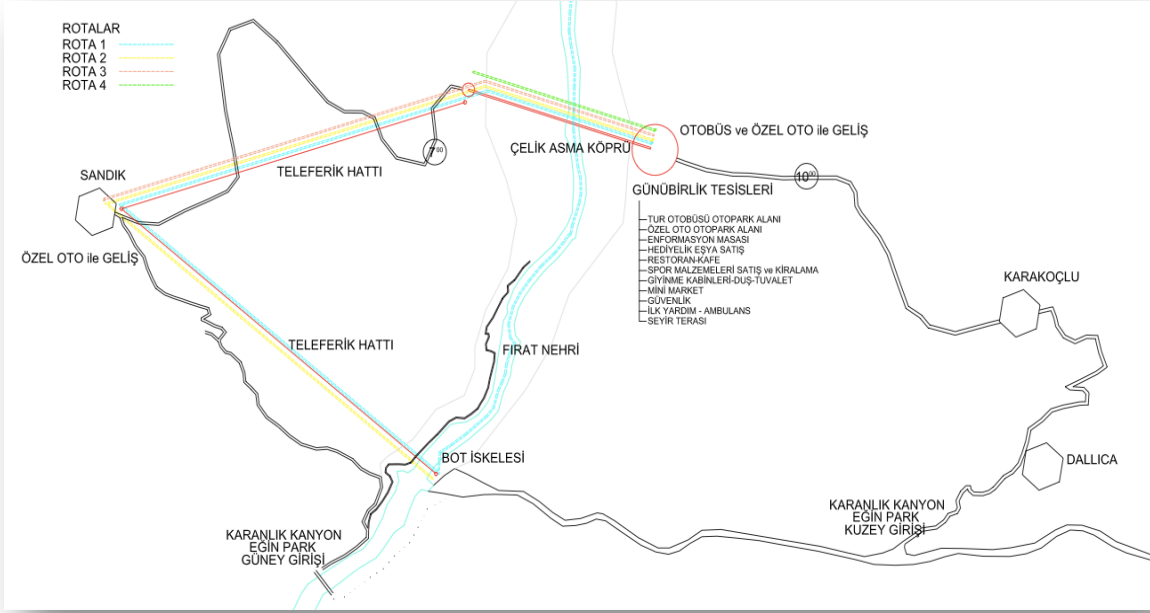 ROTALAR
ROTA 1
ROTA 2
ROTA 3
ROTA 4
OTOBÜS ve ÖZEL OTO ile GELİŞ
ÇELİK ASMA KÖPRÜ
7⁰⁰
TELEFERİK HATTI
SANDIK
10⁰⁰
GÜNÜBİRLİK TESİSLERİ
TUR OTOBÜSÜ OTOPARK ALANI
ÖZEL OTO OTOPARK ALANI
ENFORMASYON MASASI
HEDİYELİK EŞYA SATIŞ
RESTORAN-KAFE
SPOR MALZEMELERİ SATIŞ ve KİRALAMA
GİYİNME KABİNLERİ-DUŞ-TUVALET
MİNİ MARKET
GÜVENLİK
İLK YARDIM - AMBULANS
SEYİR TERASI
ÖZEL OTO ile GELİŞ
KARAKOÇLU
TELEFERİK HATTI
FIRAT NEHRİ
BOT İSKELESİ
DALLICA
KARANLIK KANYON
EĞİN PARK
KUZEY GİRİŞİ
KARANLIK KANYON
EĞİN PARK
GÜNEY GİRİŞİ